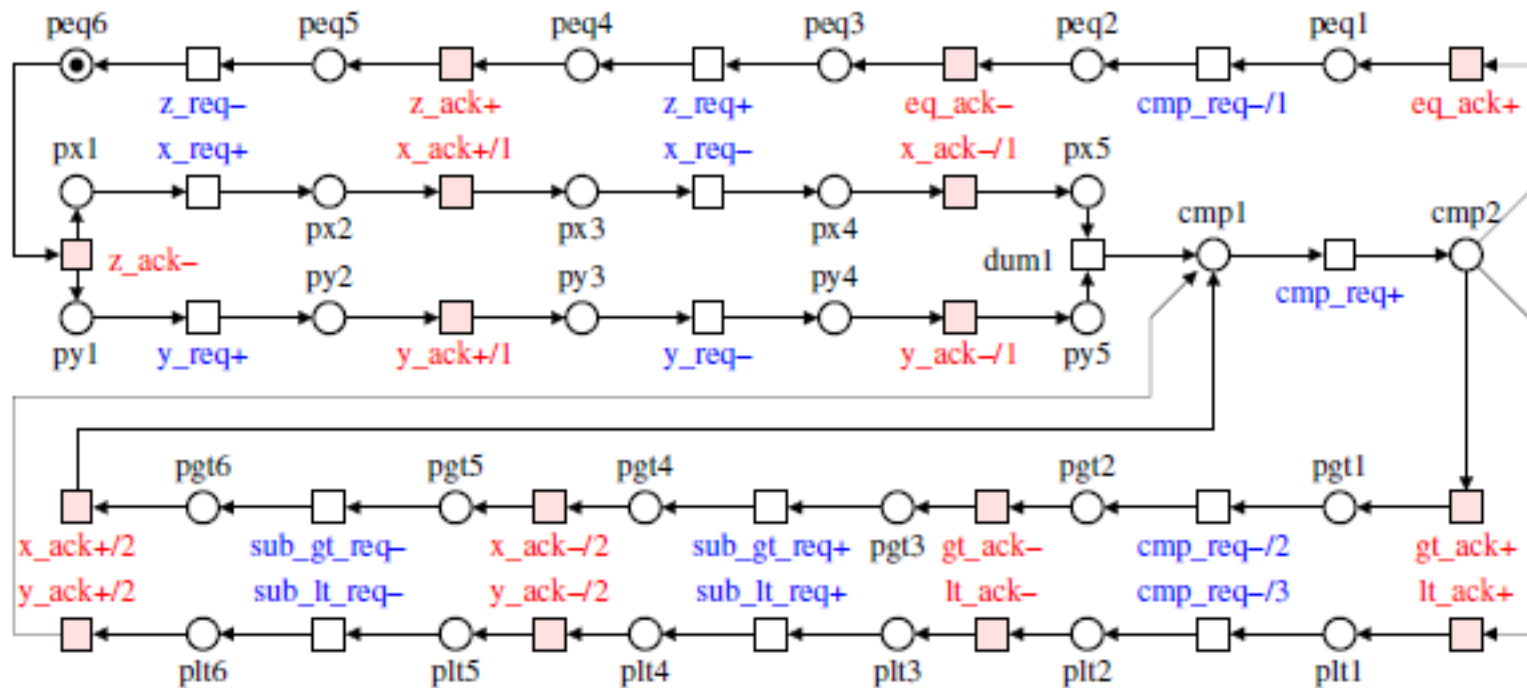 peq6 peq5 peq4 peq3 peq2 peq1
z_req− z_ack+ z_req+ eq_ack− cmp_req−/1 eq_ack+
px1 x_req+ x_ack+/1 x_req− x_ack−/1 px5
px2 px3 px4 cmp1 cmp2
z_ack− dum1
py2 py3 py4 cmp_req+
py1 y_req+ y_ack+/1 y_req− y_ack−/1 py5
pgt6 pgt5 pgt4 pgt2 pgt1
x_ack+/2 sub_gt_req− x_ack−/2 sub_gt_req+ pgt3 gt_ack− cmp_req−/2 gt_ack+
y_ack+/2 sub_lt_req− y_ack−/2 sub_lt_req+ lt_ack− cmp_req−/3 lt_ack+
plt6 plt5 plt4 plt3 plt2 plt1